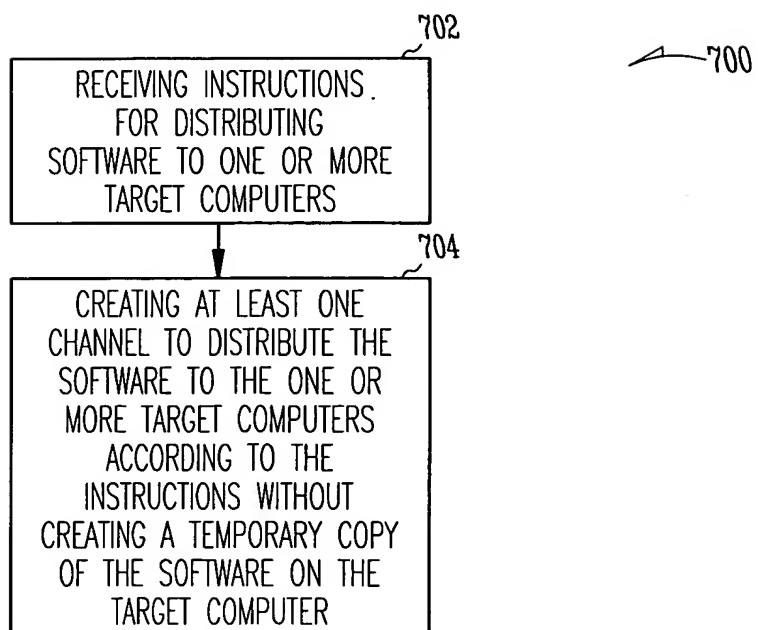 702
700
RECEIVING INSTRUCTIONS
FOR DISTRIBUTING
SOFTWARE TO ONE OR MORE
TARGET COMPUTERS
704
CREATING AT LEAST ONE
CHANNEL TO DISTRIBUTE THE
SOFTWARE TO THE ONE OR
MORE TARGET COMPUTERS
ACCORDING TO THE
INSTRUCTIONS WITHOUT
CREATING A TEMPORARY COPY
OF THE SOFTWARE ON THE
TARGET COMPUTER